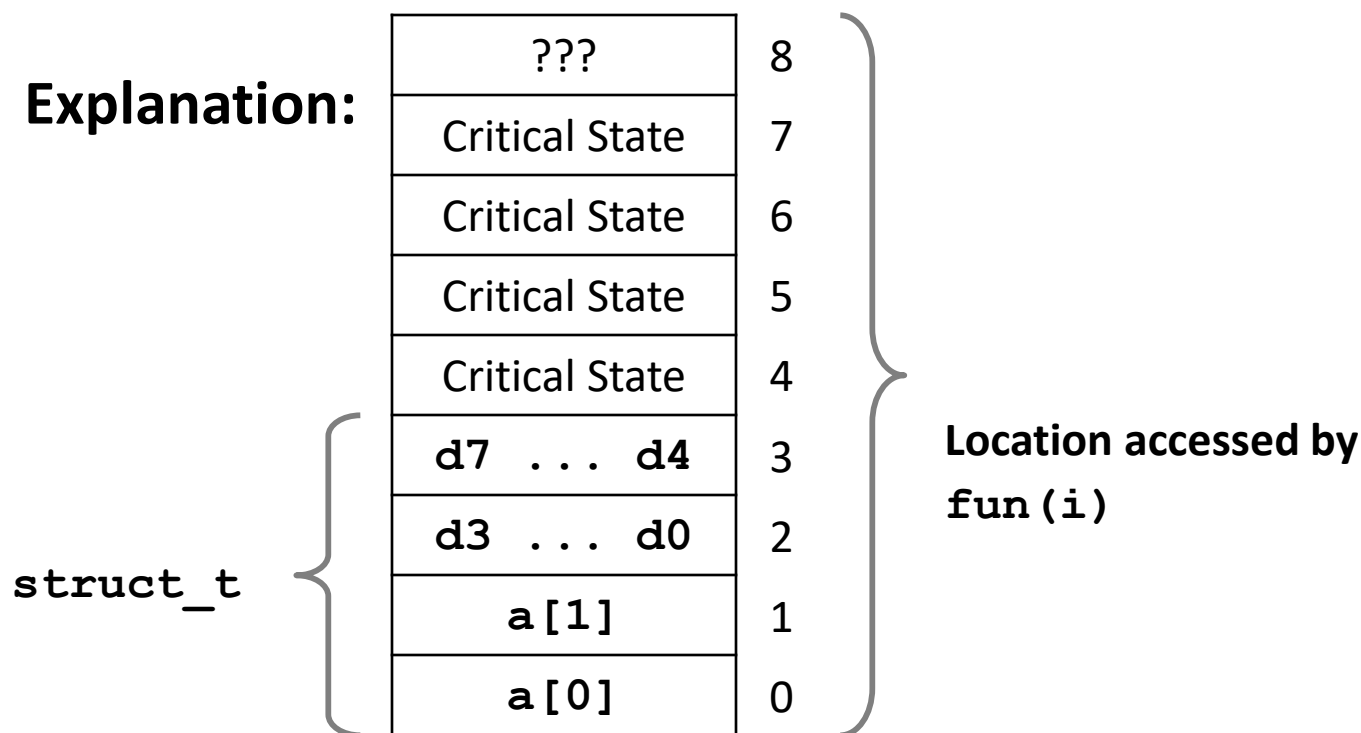 Explanation:
??? 8
Critical State 7
Critical State 6
Critical State 5
Critical State 4
d7 ... d4 3
d3 ... d0 2
a[1] 1
a[0] 0
struct_t
Location accessed by
fun(i)